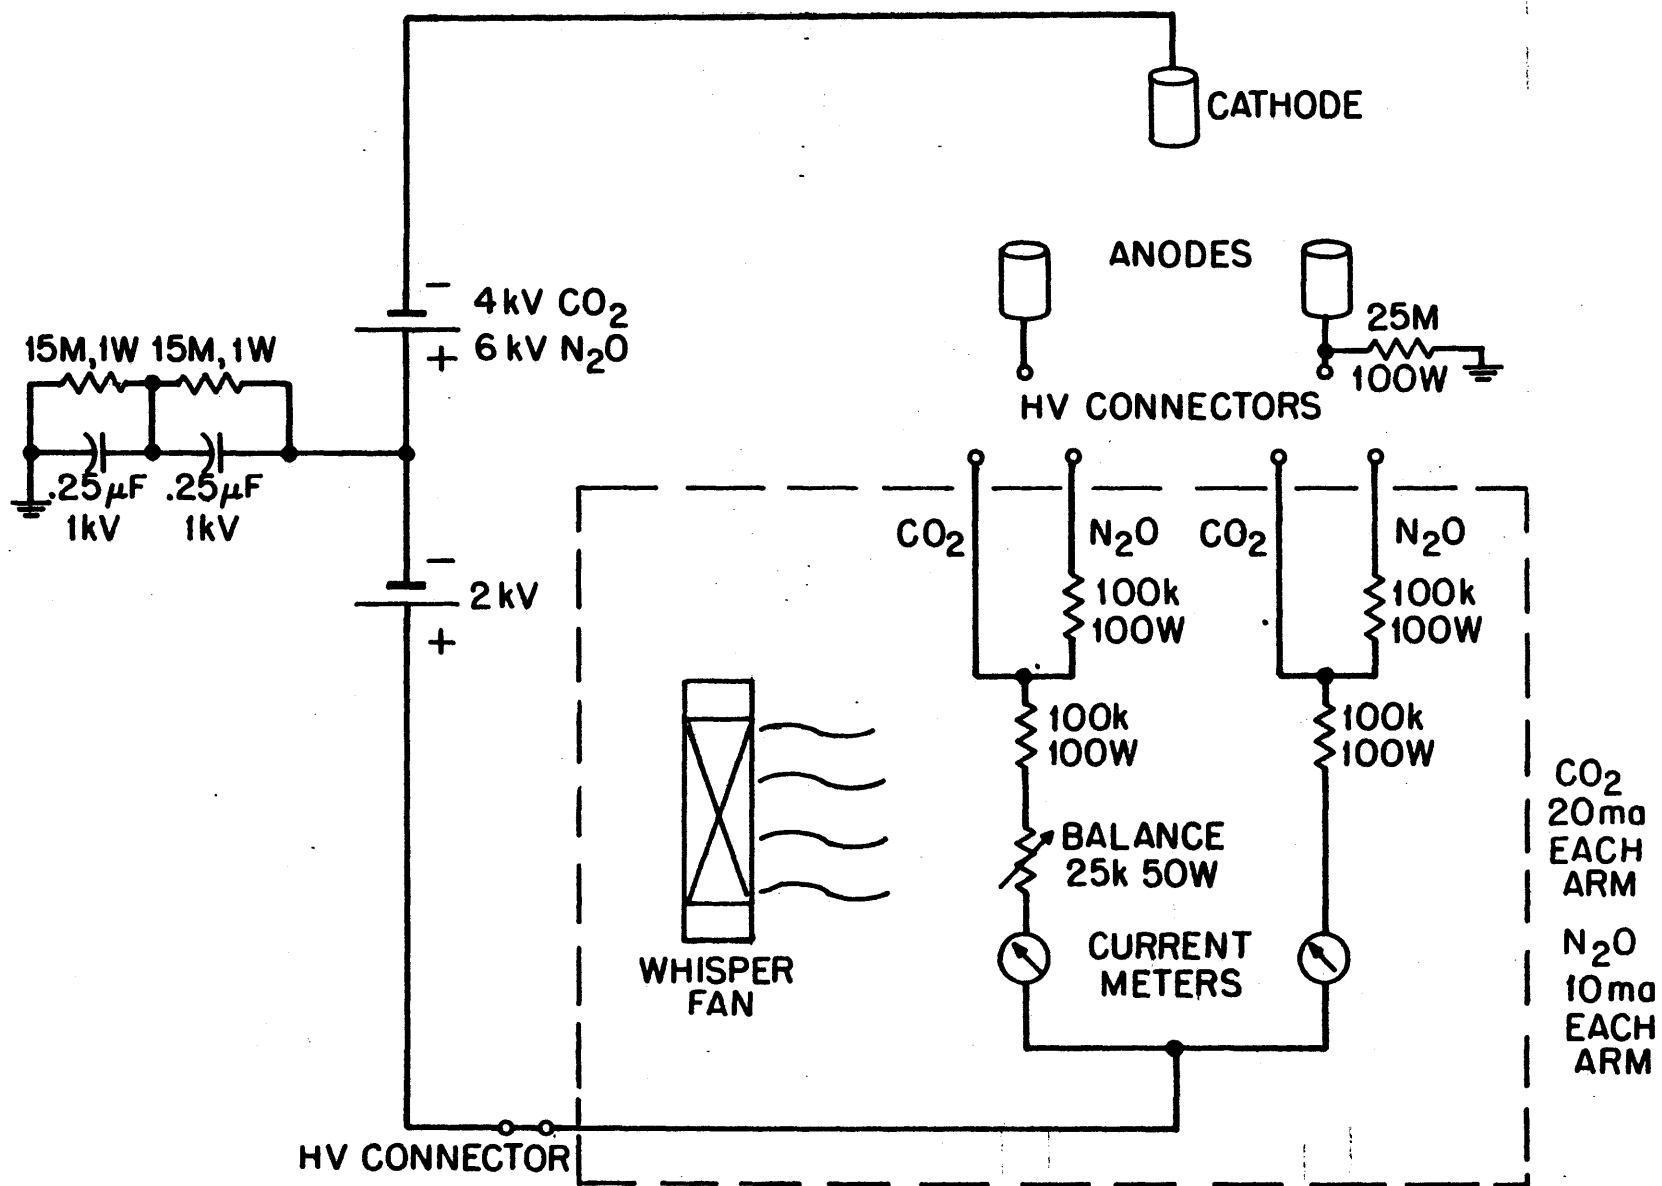 CATHODE
ANODES
− 4kV CO₂
+ 6kV N₂O
15M,1W 15M,1W
25M
100W
HV CONNECTORS
.25µF .25µF
1kV 1kV
CO₂ N₂O CO₂ N₂O
− 2kV
+
100k 100k
100W 100W
100k 100k
100W 100W
BALANCE
25k 50W
CURRENT
METERS
WHISPER
FAN
CO₂
20ma
EACH
ARM
N₂O
10ma
EACH
ARM
HV CONNECTOR